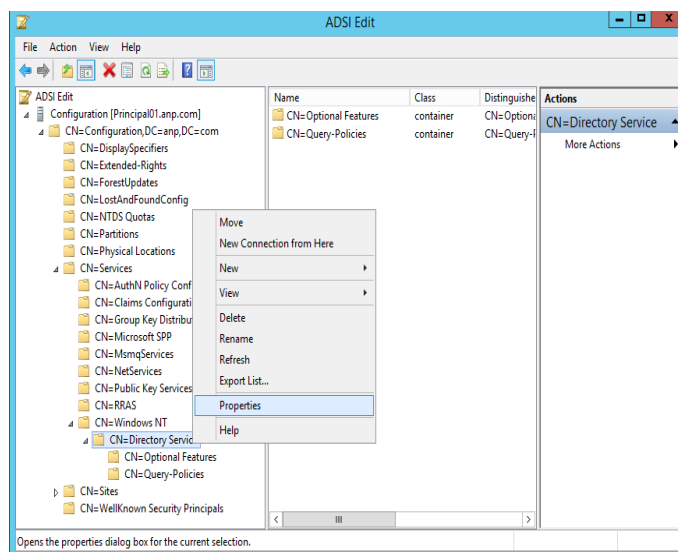 ADSI Edit
File Action View Help
ADSI Edit
Configuration [Principal01.anp.com]
CN=Configuration,DC=anp,DC=com
CN=DisplaySpecifiers
CN=Extended-Rights
CN=ForestUpdates
CN=LostAndFoundConfig
CN=NTDS Quotas
CN=Partitions
CN=Physical Locations
CN=Services
CN=AuthN Policy Conf
CN=Claims Configurati
CN=Group Key Distribu
CN=Microsoft SPP
CN=MsmqServices
CN=NetServices
CN=Public Key Services
CN=RRAS
CN=Windows NT
CN=Directory Servic
CN=Optional Features
CN=Query-Policies
CN=Sites
CN=WellKnown Security Principals
Move
New Connection from Here
New
View
Delete
Rename
Refresh
Export List...
Properties
Help
Name Class Distinguishe
CN=Optional Features container CN=Optiona
CN=Query-Policies container CN=Query-P
Actions
CN=Directory Service
More Actions
Opens the properties dialog box for the current selection.